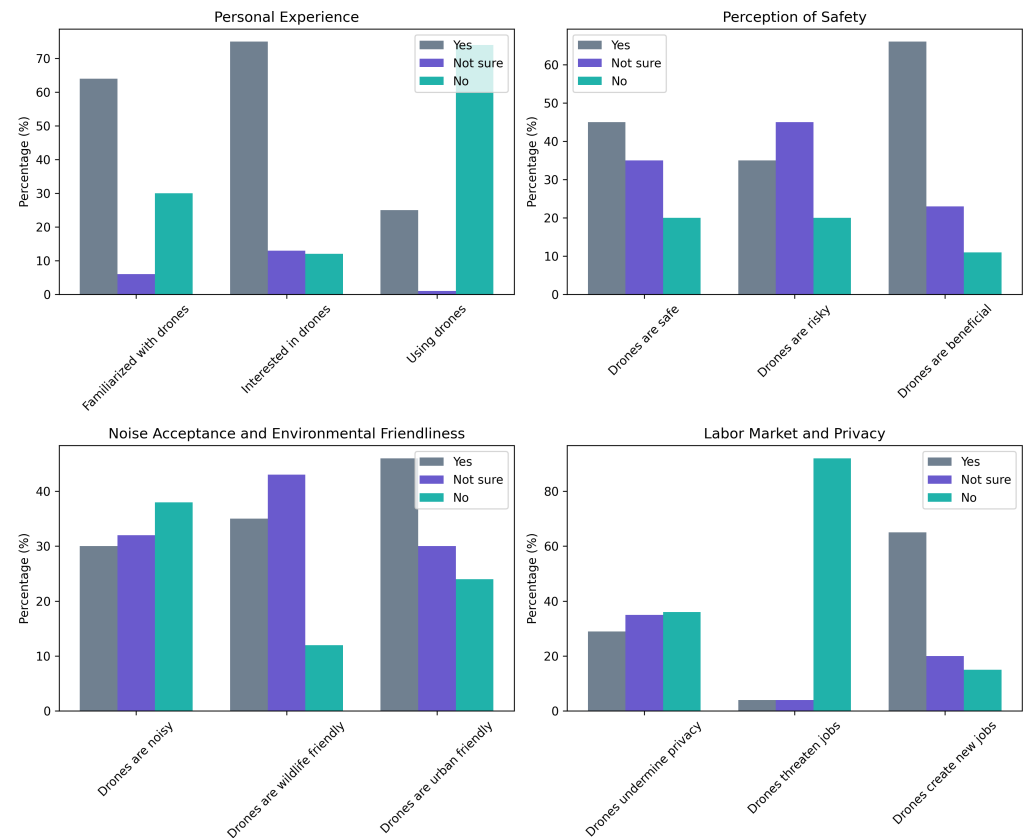 Personal Experience
Percentage (%)
70
60
50
40
30
20
10
0
Yes
Not sure
No
Familiarized with drones
Interested in drones
Using drones
Perception of Safety
Percentage (%)
60
50
40
30
20
10
0
Yes
Not sure
No
Drones are safe
Drones are risky
Drones are beneficial
Noise Acceptance and Environmental Friendliness
Percentage (%)
40
30
20
10
0
Yes
Not sure
No
Drones are noisy
Drones are wildlife friendly
Drones are urban friendly
Labor Market and Privacy
Percentage (%)
80
60
40
20
0
Yes
Not sure
No
Drones undermine privacy
Drones threaten jobs
Drones create new jobs